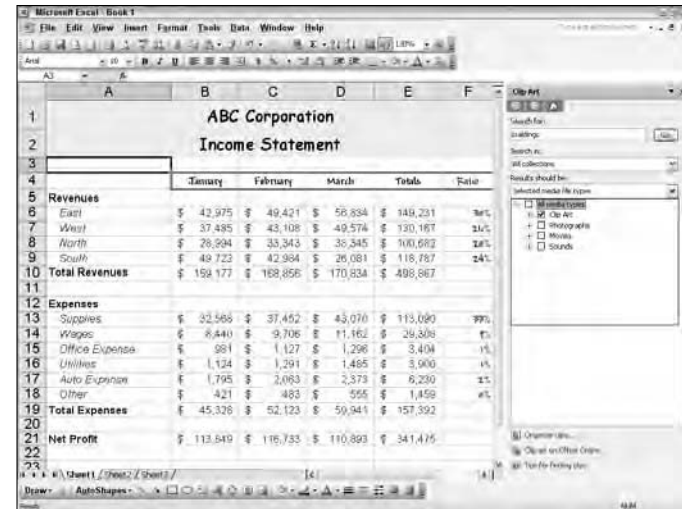 Microsoft Excel - Book 1
File Edit View Insert Format Tools Data Window Help
Arial 10 B I U
A3
A B C D E F Clip Art
Search for:
1 ABC Corporation
buildings Go
2 Income Statement
Search in:
3 All collections
Results should be:
4 January February March Totals Ratio
Selected media file types
5 Revenues
All media types
6 East $ 42,975 $ 49,421 $ 56,834 $ 149,231
Clip Art
7 West $ 37,485 $ 43,108 $ 49,574 $ 130,167
Photographs
8 North $ 28,994 $ 33,343 $ 38,345 $ 100,682
Movies
9 South $ 49,723 $ 42,984 $ 26,081 $ 118,787 24%
Sounds
10 Total Revenues $ 159,177 $ 168,856 $ 170,834 $ 498,867
11
12 Expenses
13 Supplies $ 32,568 $ 37,452 $ 43,070 $ 113,090
14 Wages $ 8,440 $ 9,706 $ 11,162 $ 29,308
15 Office Expense $ 981 $ 1,127 $ 1,296 $ 3,404
16 Utilities $ 1,124 $ 1,291 $ 1,485 $ 3,900
17 Auto Expense $ 1,795 $ 2,063 $ 2,373 $ 6,230
18 Other $ 421 $ 483 $ 555 $ 1,459
19 Total Expenses $ 45,328 $ 52,123 $ 59,941 $ 157,392
20
21 Net Profit $ 113,849 $ 116,733 $ 110,893 $ 341,475
Organize clips...
22
Clip art on Office Online
23
Tips for finding clips
Sheet1 / Sheet2 / Sheet3
Draw AutoShapes
Ready NUM